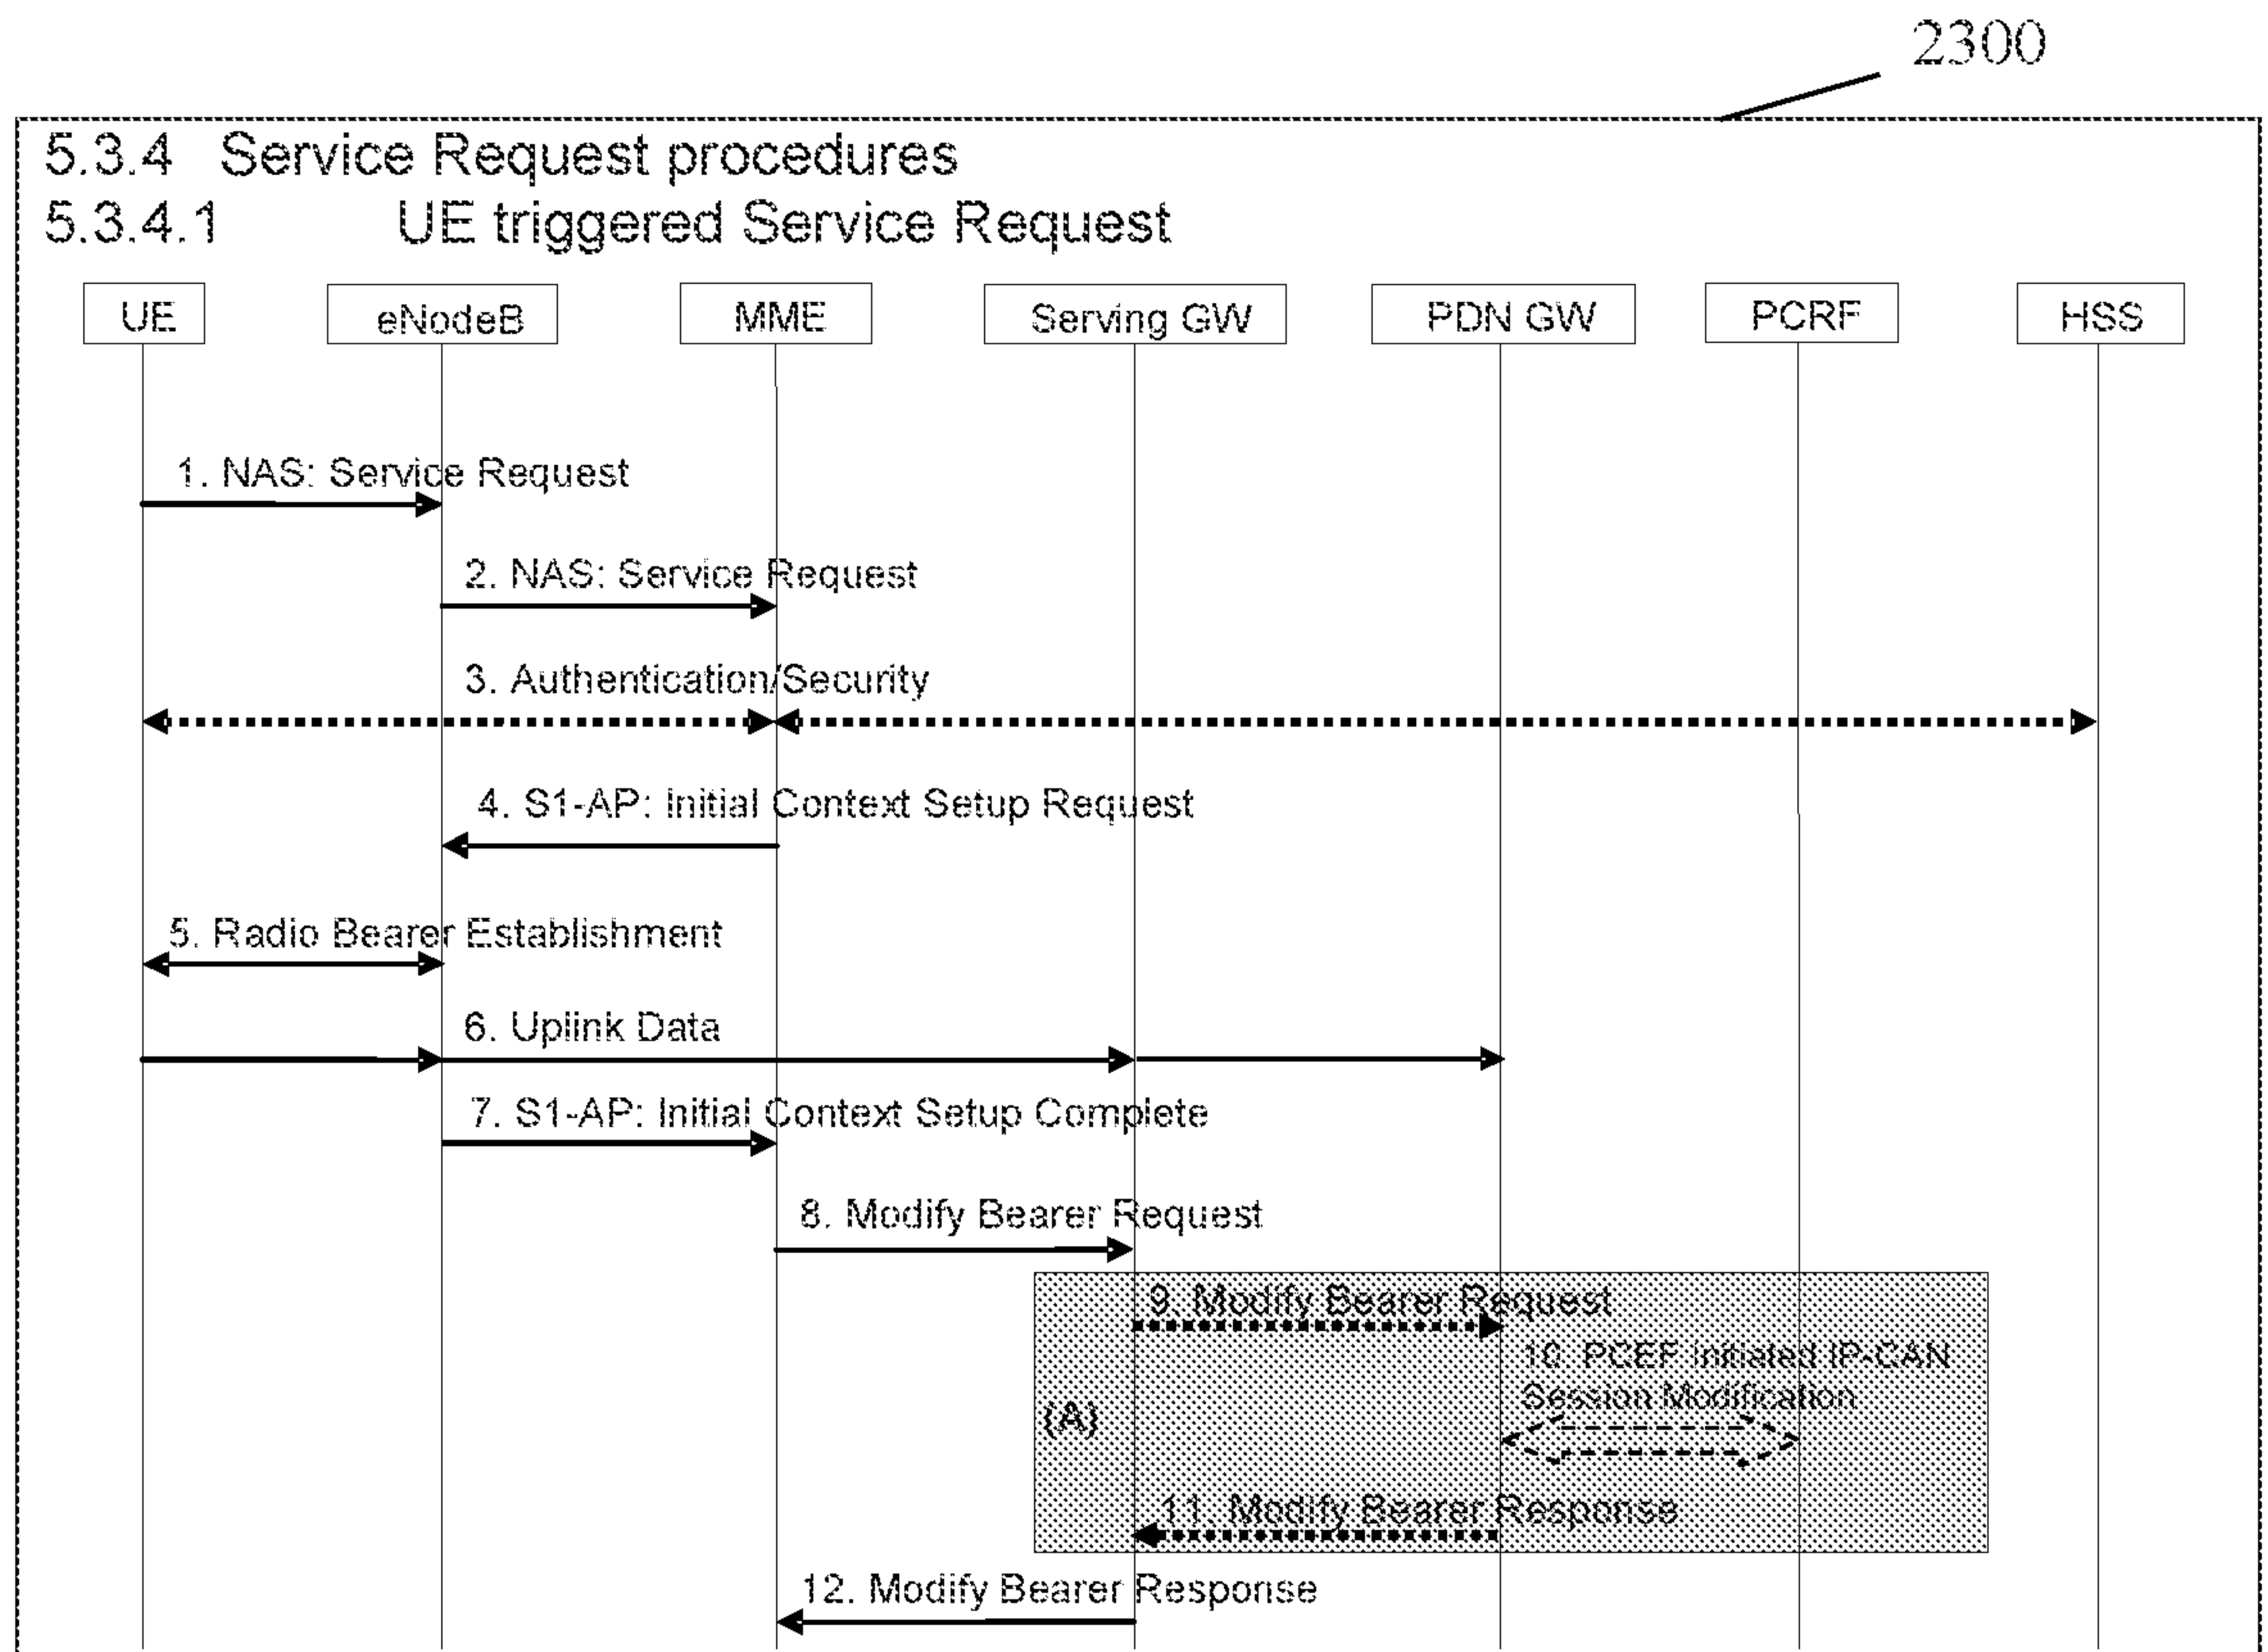 2300
5.3.4 Service Request procedures
5.3.4.1 UE triggered Service Request
UE eNodeB MME Serving GW PDN GW PCRF HSS
1. NAS: Service Request
2. NAS: Service Request
3. Authentication/Security
4. S1-AP: Initial Context Setup Request
5. Radio Bearer Establishment
6. Uplink Data
7. S1-AP: Initial Context Setup Complete
8. Modify Bearer Request
9. Modify Bearer Request
10. PCEF Initiated IP-CAN
Session Modification
(A)
11. Modify Bearer Response
12. Modify Bearer Response